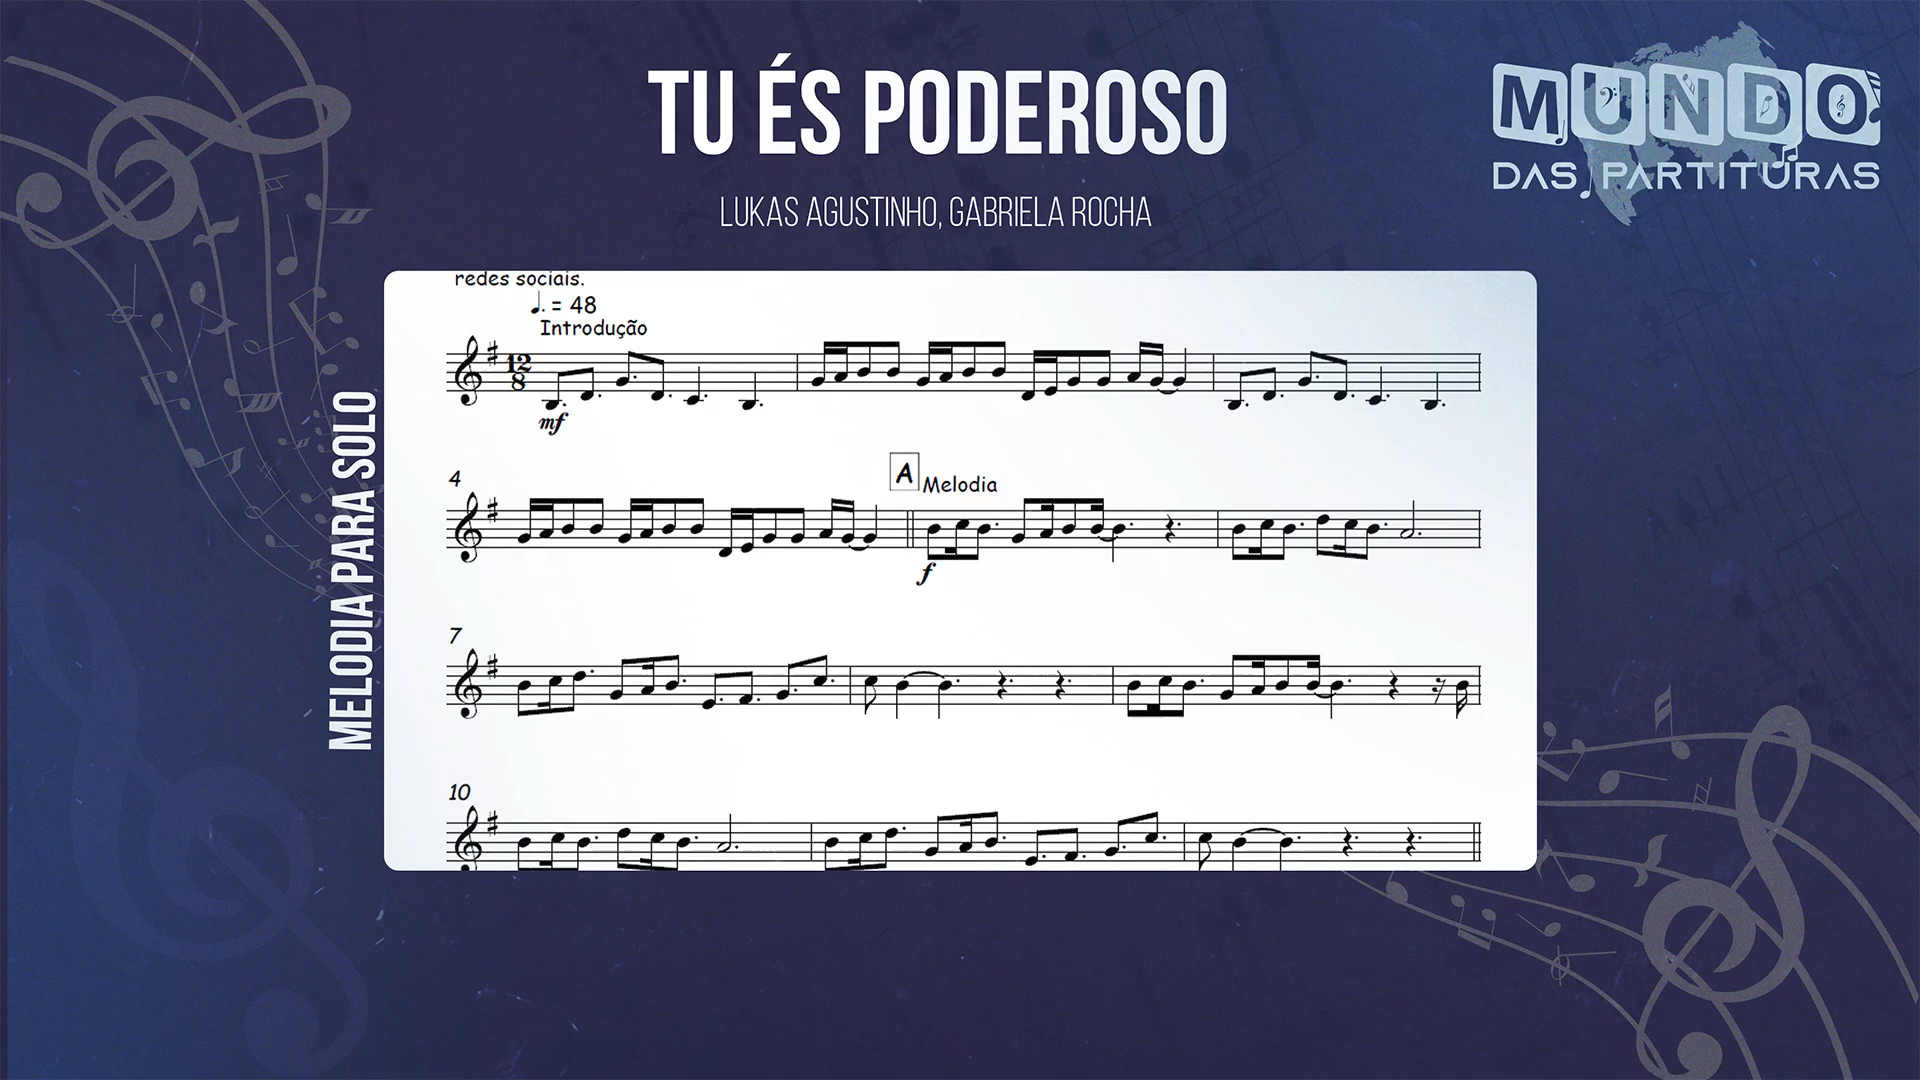 TU ÉS PODEROSO
LUKAS AGUSTINHO, GABRIELA ROCHA
MUNDO
DAS PARTITURAS
MELODIA PARA SOLO
redes sociais.
= 48
Introdução
12
8
mf
4
A Melodia
f
7
10